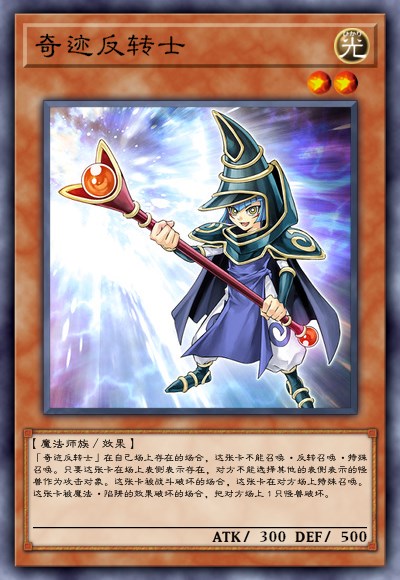 奇迹反转士
光
【魔法师族／效果】
「奇迹反转士」在自己场上存在的场合，这张卡不能召唤·反转召唤·特殊
召唤。只要这张卡在场上表侧表示存在，对方不能选择其他的表侧表示的怪
兽作为攻击对象。这张卡被战斗破坏的场合，这张卡在对方场上特殊召唤。
这张卡被魔法·陷阱的效果破坏的场合，把对方场上1只怪兽破坏。
ATK/ 300 DEF/ 500